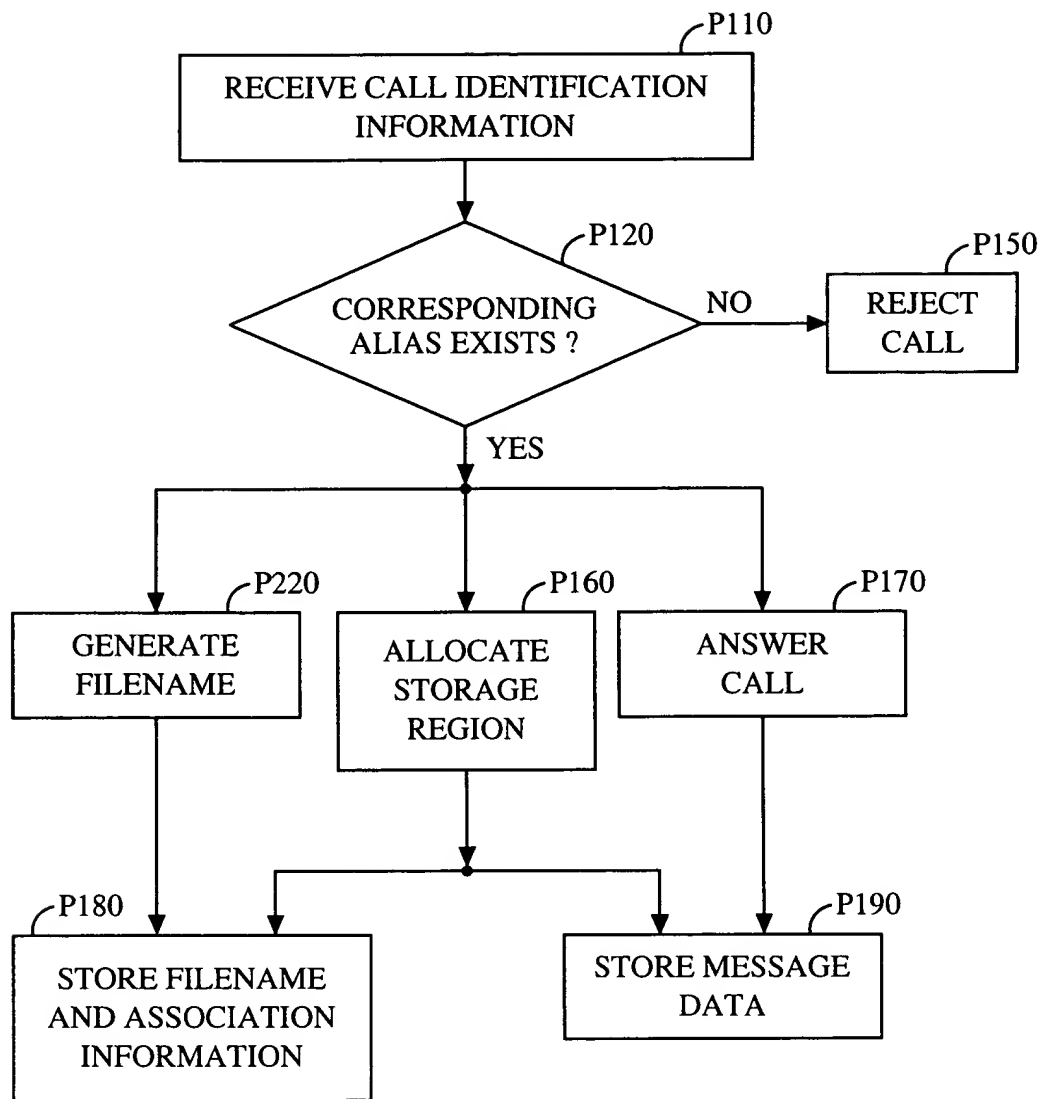 P110
RECEIVE CALL IDENTIFICATION
INFORMATION
P120
CORRESPONDING
ALIAS EXISTS ?
NO
P150
REJECT
CALL
YES
P220
GENERATE
FILENAME
P160
ALLOCATE
STORAGE
REGION
P170
ANSWER
CALL
P180
STORE FILENAME
AND ASSOCIATION
INFORMATION
P190
STORE MESSAGE
DATA